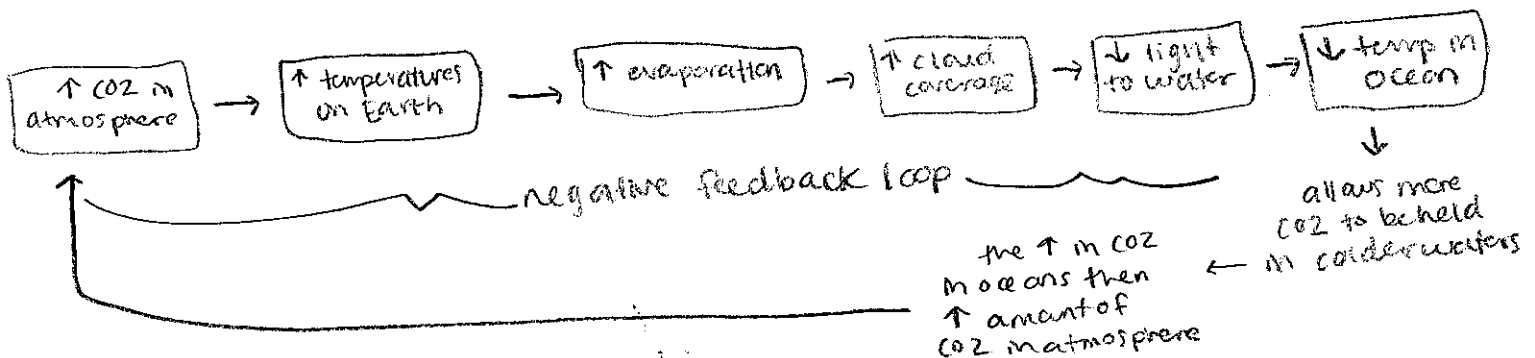 ↑ CO2 in
atmosphere
↑ temperatures
on Earth
↑ evaporation
↑ cloud
coverage
↓ light
to water
↓ temp in
ocean
negative feedback loop
allows more
CO2 to be held
in colder waters
the ↑ in CO2
in oceans then
↑ amant of
CO2 in atmosphere